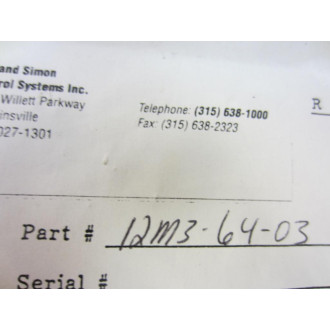 and Simon
rol Systems Inc.
Willett Parkway
insville
027-1301
Telephone: (315) 638-1000
Fax: (315) 638-2323
R
Part # 12M3-64-03
Serial #